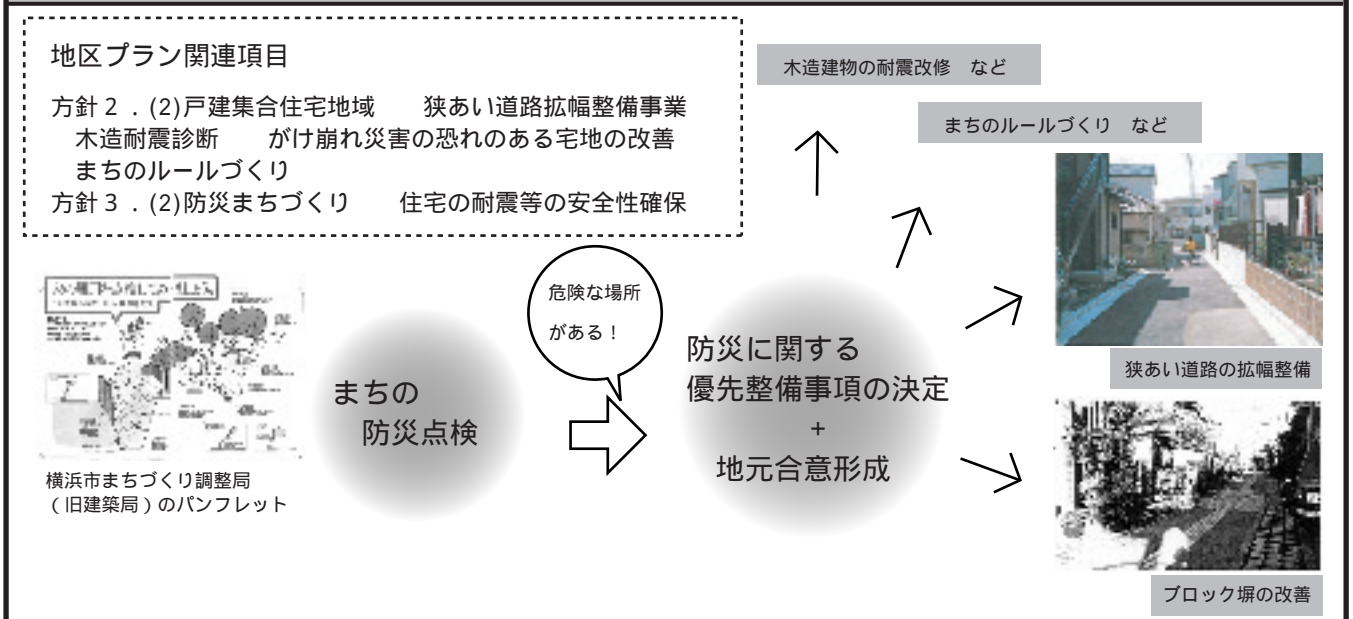 地区プラン関連項目
方針２．(2)戸建集合住宅地域　　狭あい道路拡幅整備事業
木造耐震診断　　がけ崩れ災害の恐れのある宅地の改善
まちのルールづくり
方針３．(2)防災まちづくり　　住宅の耐震等の安全性確保
木造建物の耐震改修　など
まちのルールづくり　など
狭あい道路の拡幅整備
ブロック塀の改善
危険な場所
がある！
まちの
防災点検
防災に関する
優先整備事項の決定
+
地元合意形成
横浜市まちづくり調整局
(旧建築局)のパンフレット